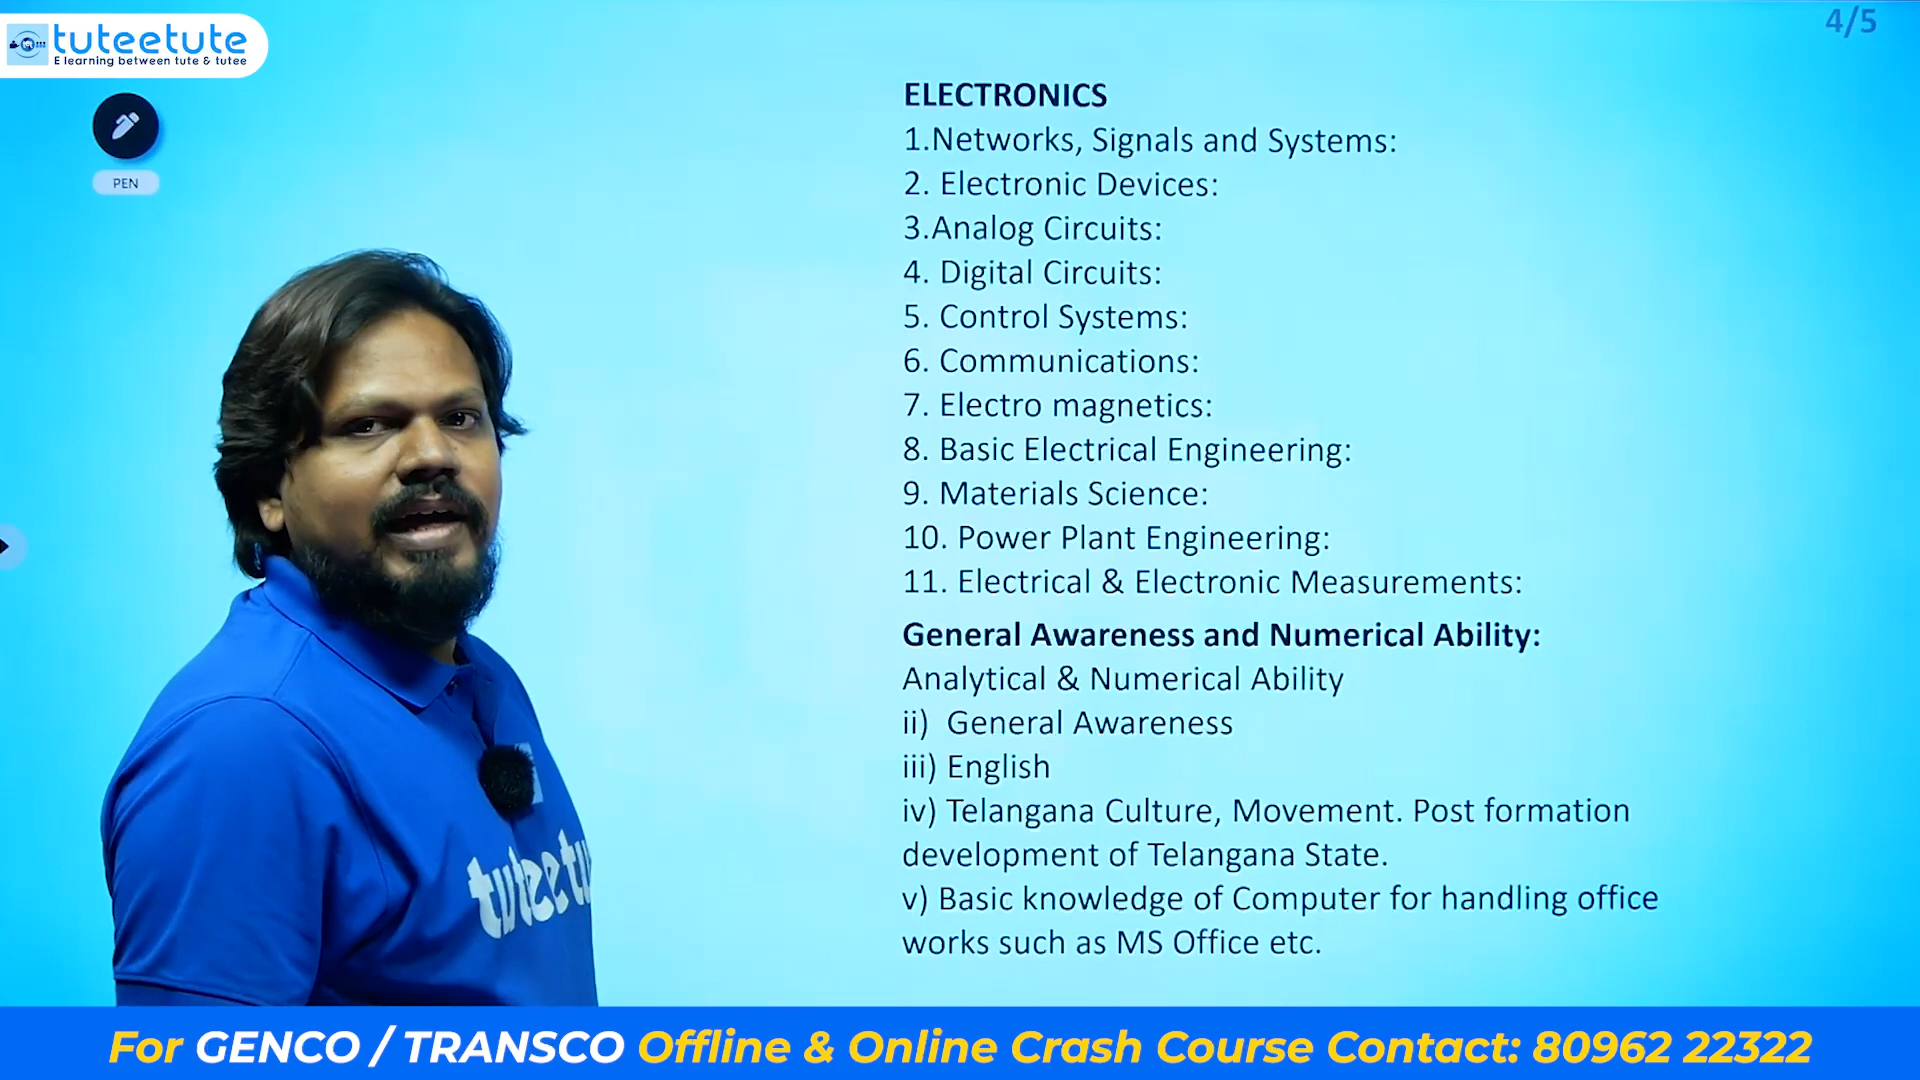 tuteetute
E learning between tute & tutee
4/5
PEN
ELECTRONICS
1.Networks, Signals and Systems:
2. Electronic Devices:
3.Analog Circuits:
4. Digital Circuits:
5. Control Systems:
6. Communications:
7. Electro magnetics:
8. Basic Electrical Engineering:
9. Materials Science:
10. Power Plant Engineering:
11. Electrical & Electronic Measurements:
General Awareness and Numerical Ability:
Analytical & Numerical Ability
ii) General Awareness
iii) English
iv) Telangana Culture, Movement. Post formation
development of Telangana State.
v) Basic knowledge of Computer for handling office
works such as MS Office etc.
tuteetu
For GENCO / TRANSCO Offline & Online Crash Course Contact: 80962 22322